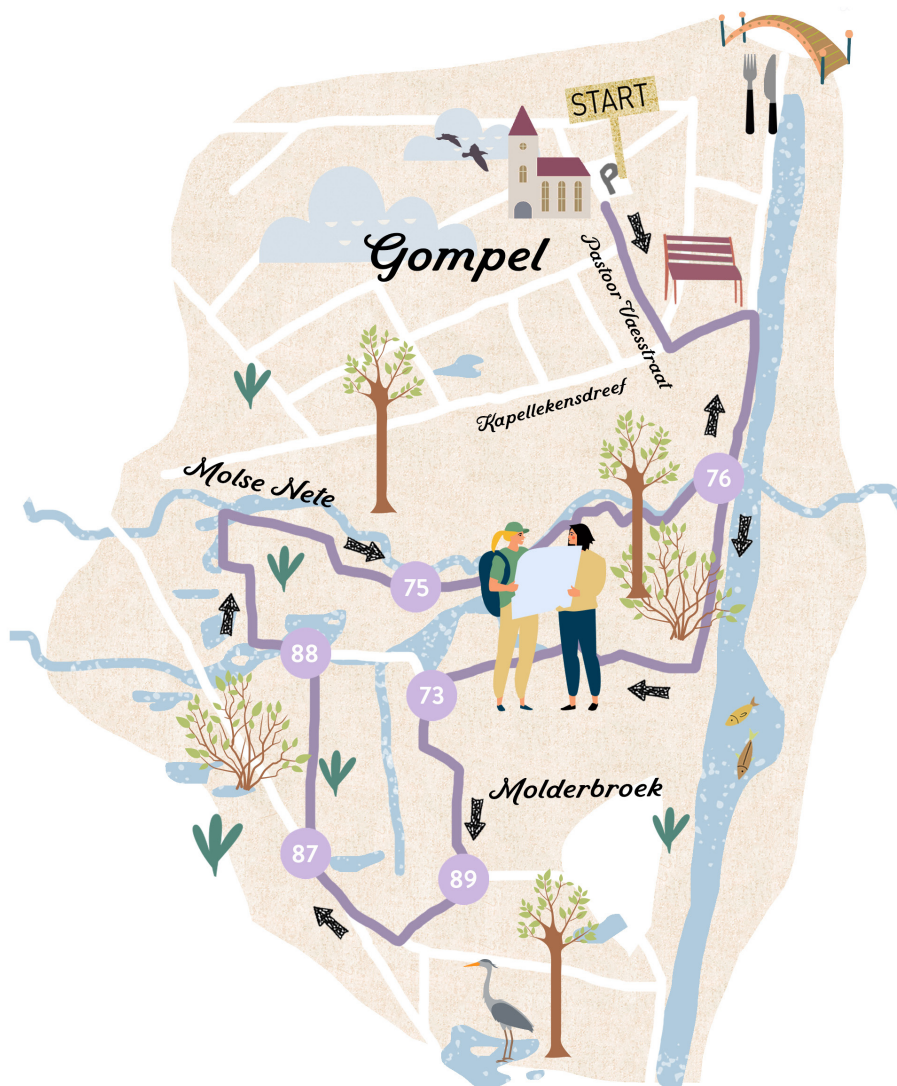 START
P
Gompel
Pastoor Vaesstraat
Kapellekensdreef
Molse Nete
76
75
88
73
Molderbroek
87
89